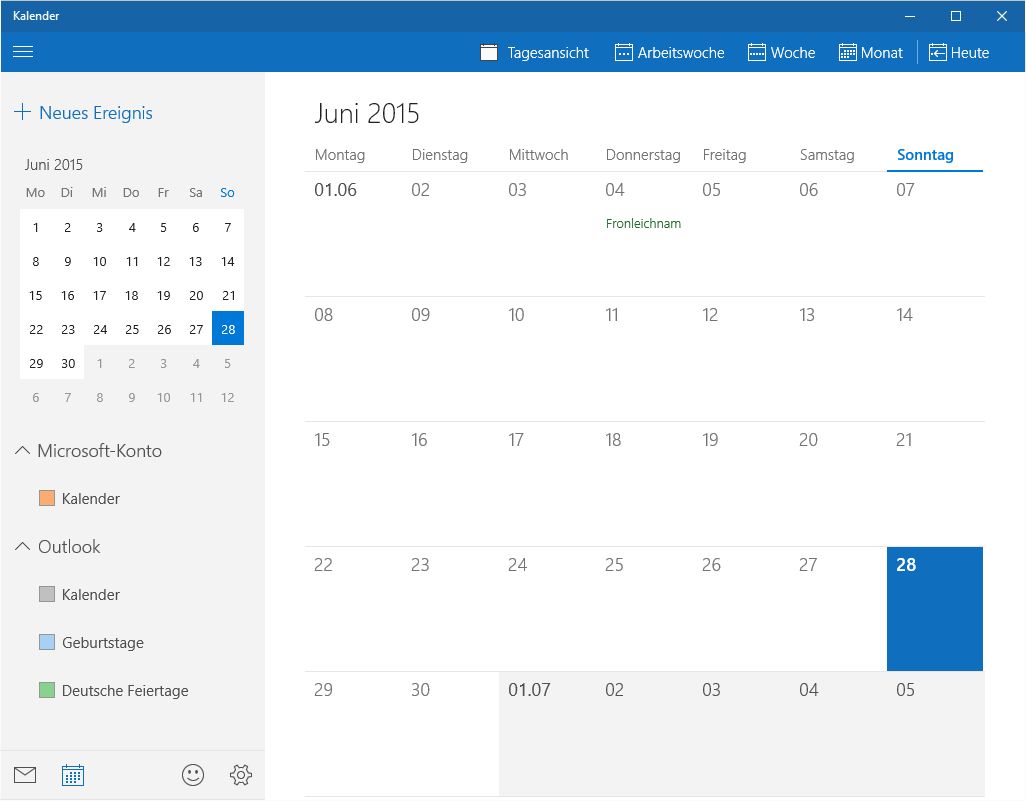 Kalender
Tagesansicht Arbeitswoche Woche Monat Heute
Neues Ereignis
Juni 2015
Mo Di Mi Do Fr Sa So
1 2 3 4 5 6 7
8 9 10 11 12 13 14
15 16 17 18 19 20 21
22 23 24 25 26 27 28
29 30 1 2 3 4 5
6 7 8 9 10 11 12
Microsoft-Konto
Kalender
Outlook
Kalender
Geburtstage
Deutsche Feiertage
Juni 2015
Montag Dienstag Mittwoch Donnerstag Freitag Samstag Sonntag
01.06 02 03 04 05 06 07
Fronleichnam
08 09 10 11 12 13 14
15 16 17 18 19 20 21
22 23 24 25 26 27 28
29 30 01.07 02 03 04 05